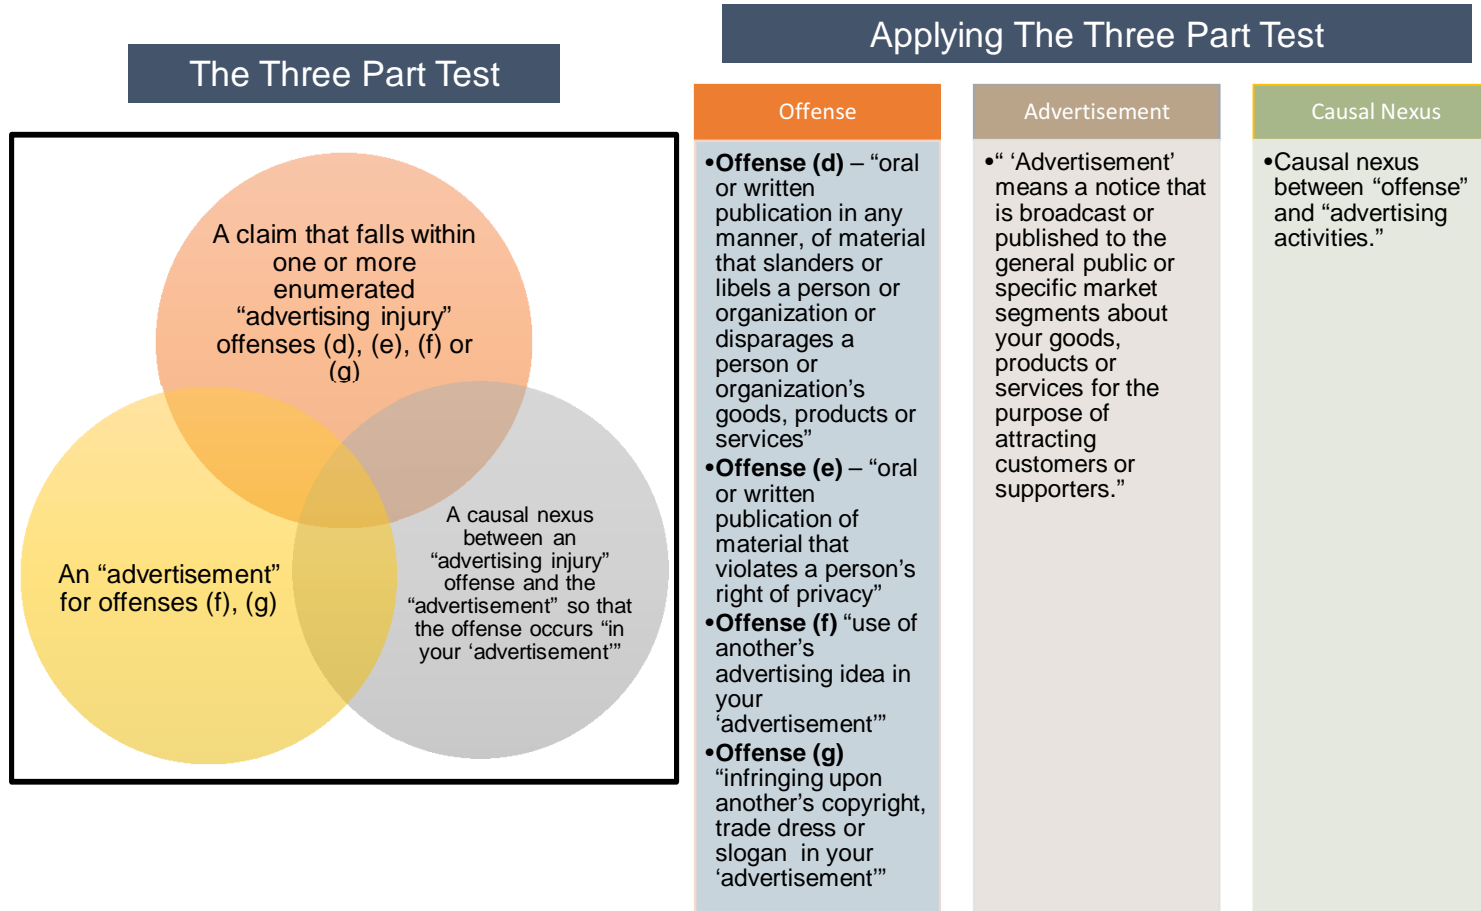 The Three Part Test
A claim that falls within
one or more
enumerated
“advertising injury”
offenses (d), (e), (f) or
(g)
An “advertisement”
for offenses (f), (g)
A causal nexus
between an
“advertising injury”
offense and the
“advertisement” so that
the offense occurs “in
your ‘advertisement’”
Applying The Three Part Test
Offense
•Offense (d) – “oral
or written
publication in any
manner, of material
that slanders or
libels a person or
organization or
disparages a
person or
organization’s
goods, products or
services”
•Offense (e) – “oral
or written
publication of
material that
violates a person’s
right of privacy”
•Offense (f) “use of
another’s
advertising idea in
your
‘advertisement’”
•Offense (g)
“infringing upon
another’s copyright,
trade dress or
slogan in your
‘advertisement’”
Advertisement
•“ ‘Advertisement’
means a notice that
is broadcast or
published to the
general public or
specific market
segments about
your goods,
products or
services for the
purpose of
attracting
customers or
supporters.”
Causal Nexus
•Causal nexus
between “offense”
and “advertising
activities.”